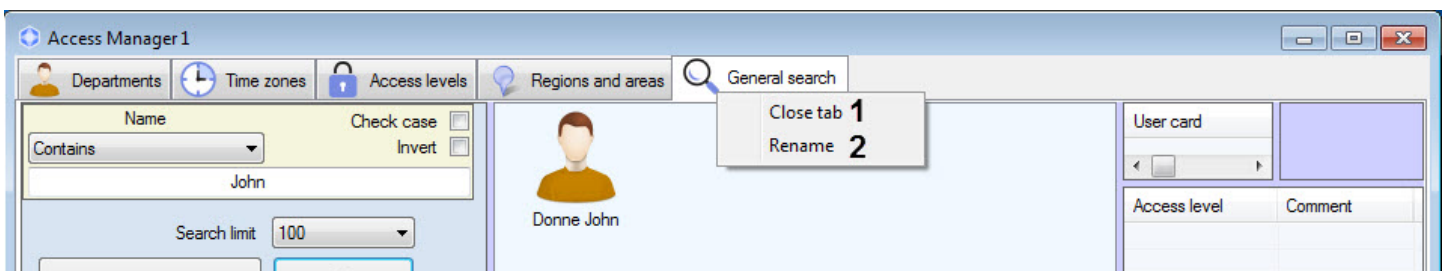 Access Manager 1
Departments
Time zones
Access levels
Regions and areas
General search
Close tab 1
Rename 2
Name
Check case
Contains
Invert
John
Search limit 100
Donne John
User card
Access level
Comment